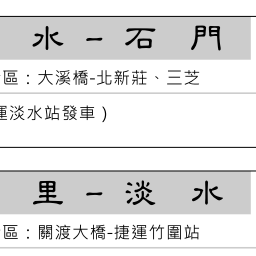 水 – 石 門
區：大溪橋-北新莊、三芝
運淡水站發車 )
里 – 淡 水
區：關渡大橋-捷運竹圍站